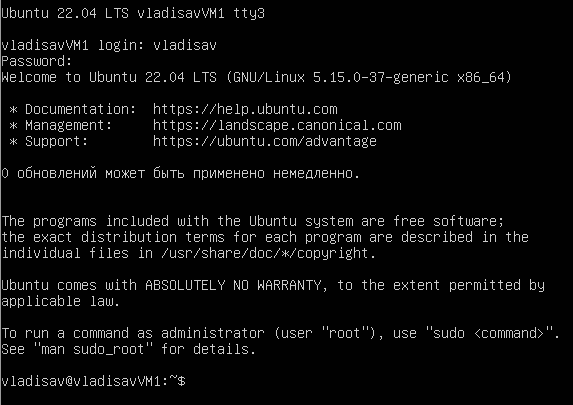 Ubuntu 22.04 LTS vladisavVM1 tty3
vladisavVM1 login: vladisav
Password:
Welcome to Ubuntu 22.04 LTS (GNU/Linux 5.15.0-37-generic x86_64)
* Documentation:  https://help.ubuntu.com
* Management:     https://landscape.canonical.com
* Support:        https://ubuntu.com/advantage
0 обновлений может быть применено немедленно.
The programs included with the Ubuntu system are free software;
the exact distribution terms for each program are described in the
individual files in /usr/share/doc/*/copyright.
Ubuntu comes with ABSOLUTELY NO WARRANTY, to the extent permitted by
applicable law.
To run a command as administrator (user "root"), use "sudo <command>".
See "man sudo_root" for details.
vladisav@vladisavVM1:~$